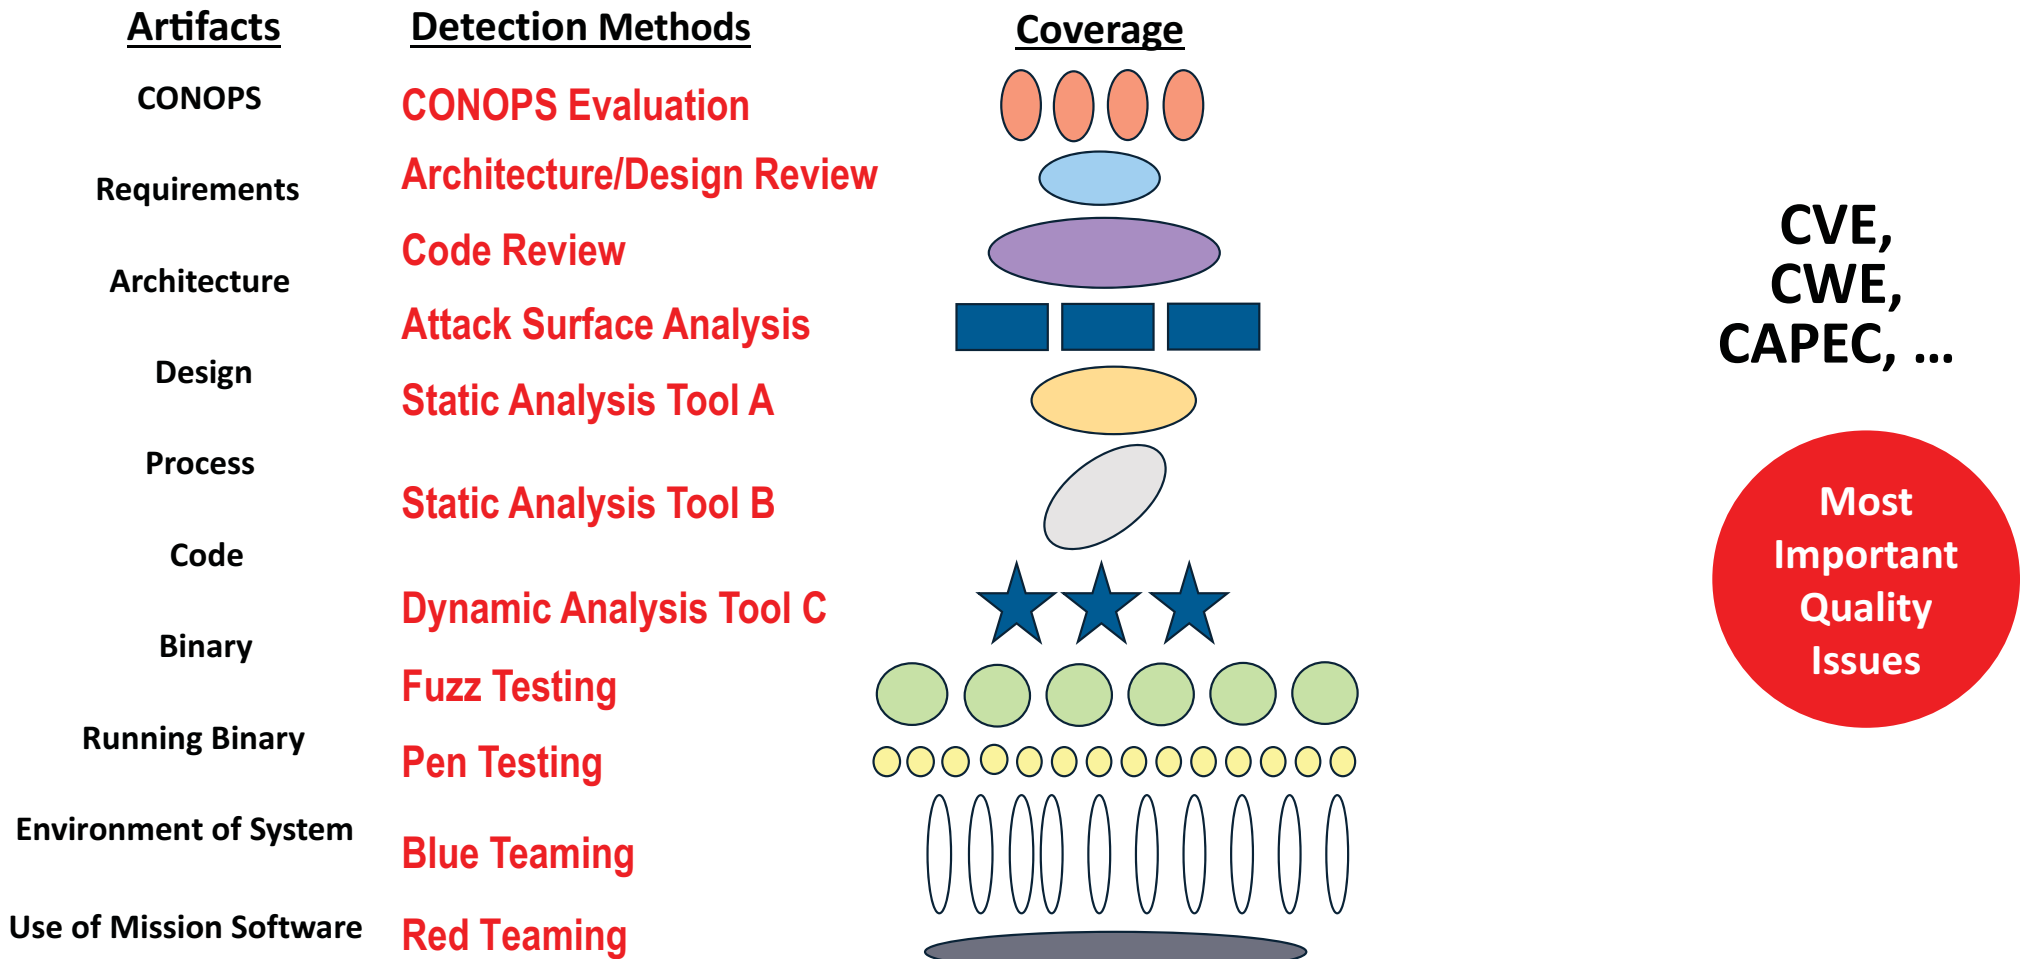 Artifacts
Detection Methods
Coverage
CONOPS
Requirements
Architecture
Design
Process
Code
Binary
Running Binary
Environment of System
Use of Mission Software
CONOPS Evaluation
Architecture/Design Review
Code Review
Attack Surface Analysis
Static Analysis Tool A
Static Analysis Tool B
Dynamic Analysis Tool C
Fuzz Testing
Pen Testing
Blue Teaming
Red Teaming
CVE,
CWE,
CAPEC, ...
Most
Important
Quality
Issues